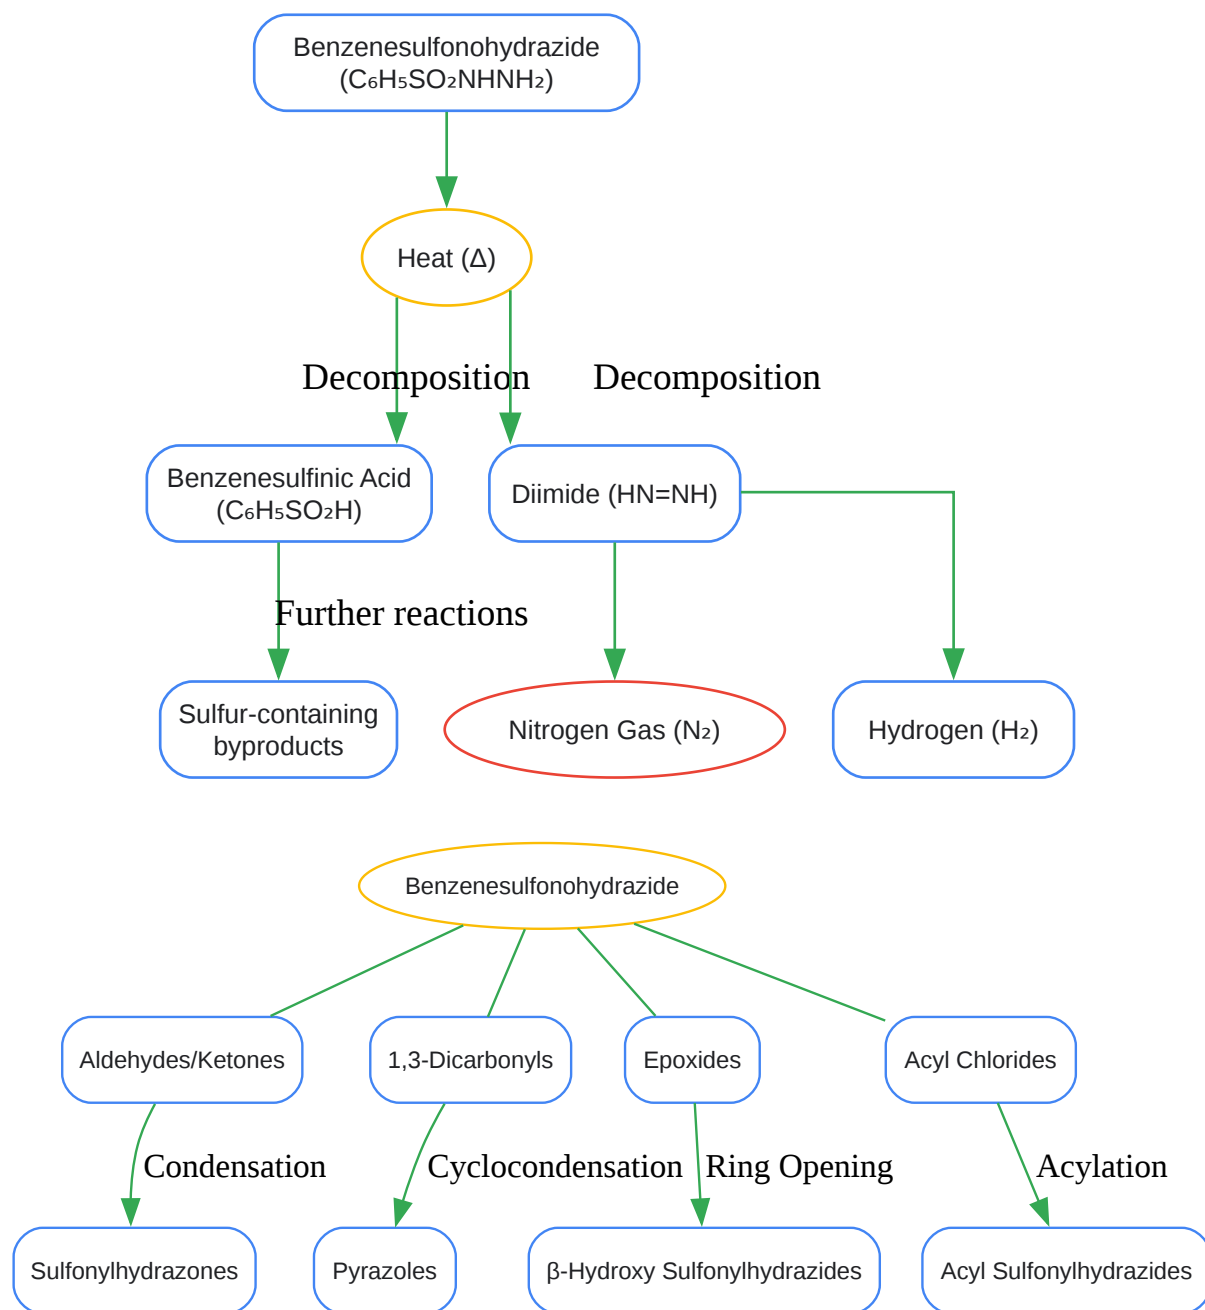 Benzenesulfonohydrazide
(C₆H₅SO₂NHNH₂)
Heat (Δ)
Decomposition
Decomposition
Benzenesulfinic Acid
(C₆H₅SO₂H)
Diimide (HN=NH)
Further reactions
Sulfur-containing
byproducts
Nitrogen Gas (N₂)
Hydrogen (H₂)
Benzenesulfonohydrazide
Aldehydes/Ketones
1,3-Dicarbonyls
Epoxides
Acyl Chlorides
Condensation
Cyclocondensation
Ring Opening
Acylation
Sulfonylhydrazones
Pyrazoles
β-Hydroxy Sulfonylhydrazides
Acyl Sulfonylhydrazides